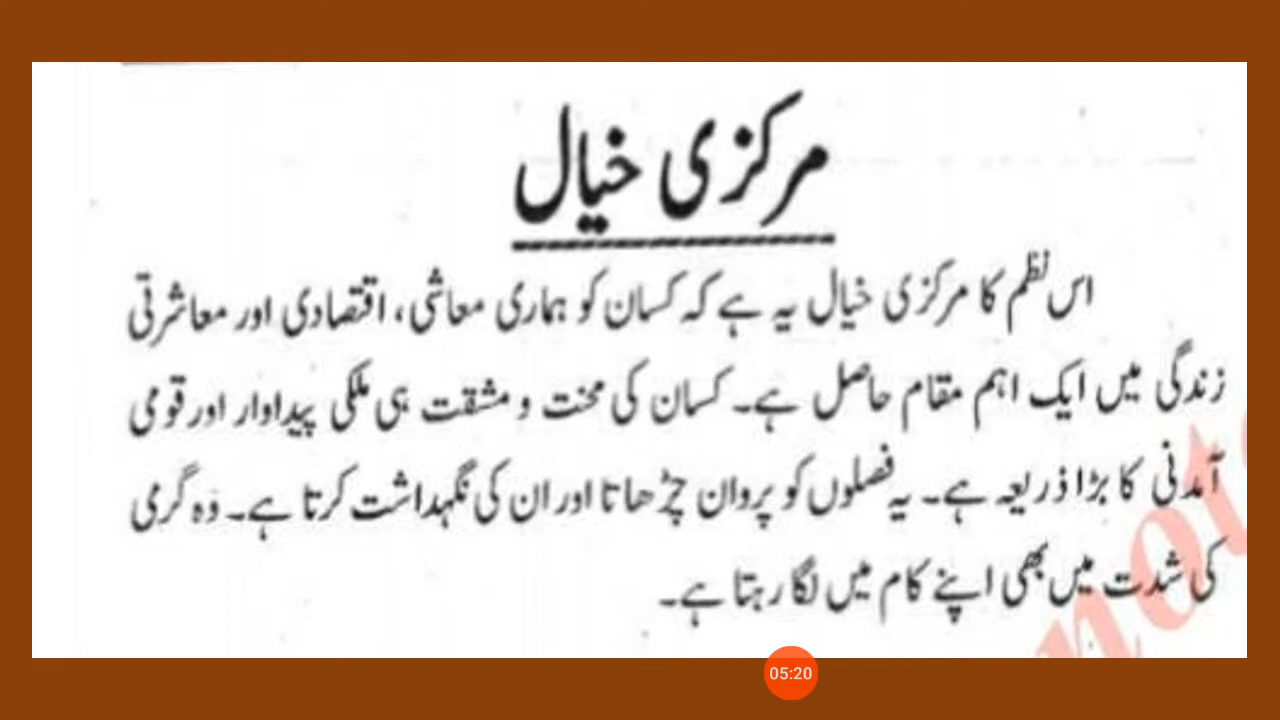 مرکزی خیال
اس نظم کا مرکزی خیال یہ ہے کہ کسان کو ہماری معاشی، اقتصادی اور معاشرتی
زندگی میں ایک اہم مقام حاصل ہے۔ کسان کی محنت و مشقت ہی ملکی پیداوار اور قومی
آمدنی کا بڑا ذریعہ ہے۔ یہ فصلوں کو پروان چڑھاتا اور ان کی نگہداشت کرتا ہے۔ وہ گرمی
کی شدت میں بھی اپنے کام میں لگا رہتا ہے۔
05:20